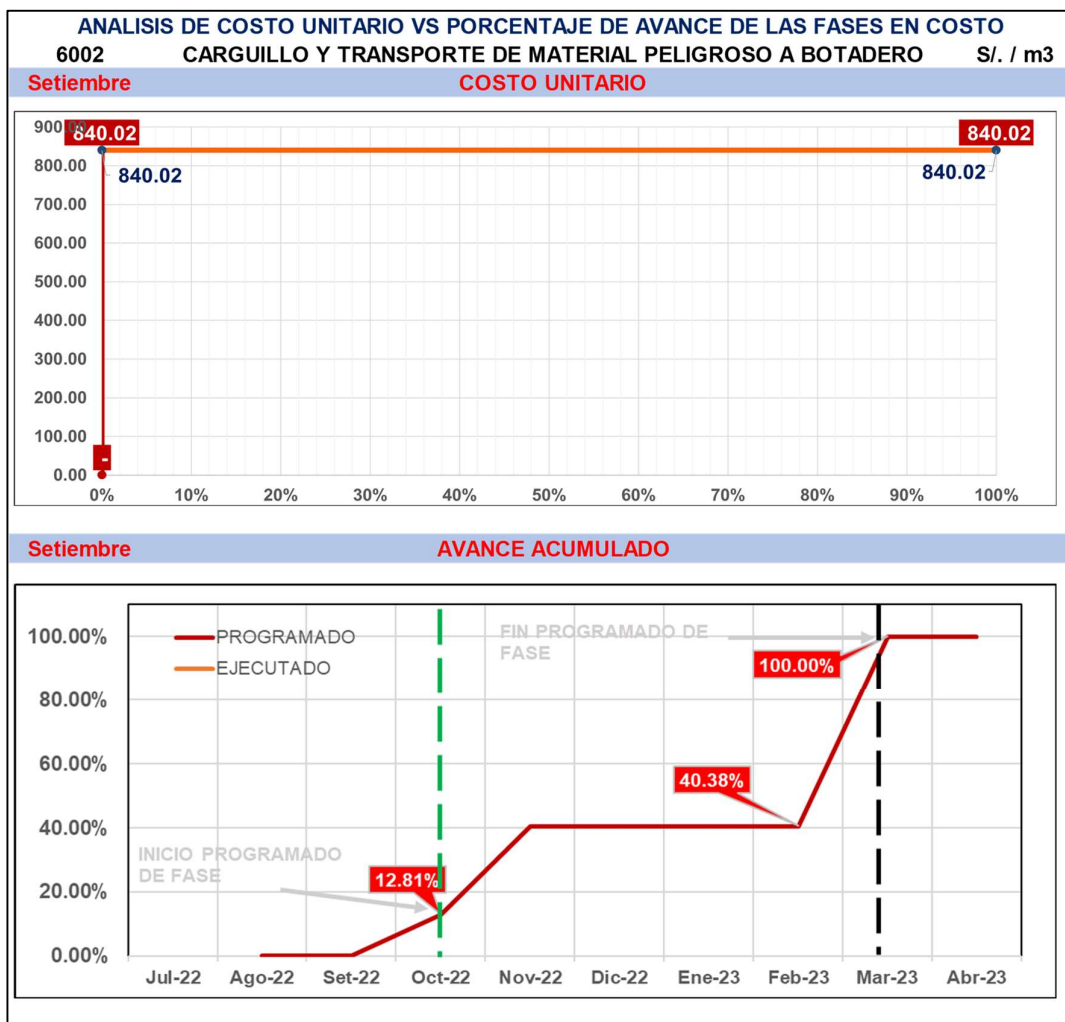 ANALISIS DE COSTO UNITARIO VS PORCENTAJE DE AVANCE DE LAS FASES EN COSTO
6002 CARGUILLO Y TRANSPORTE DE MATERIAL PELIGROSO A BOTADERO S/. / m3
Setiembre COSTO UNITARIO
900.00
840.02 840.02
840.02 840.02
800.00
700.00
600.00
500.00
400.00
300.00
200.00
100.00
-
0.00
0% 10% 20% 30% 40% 50% 60% 70% 80% 90% 100%
Setiembre AVANCE ACUMULADO
PROGRAMADO
EJECUTADO
FIN PROGRAMADO DE
FASE
100.00%
100.00%
80.00%
60.00%
40.38%
40.00%
INICIO PROGRAMADO
DE FASE
12.81%
20.00%
0.00%
Jul-22 Ago-22 Set-22 Oct-22 Nov-22 Dic-22 Ene-23 Feb-23 Mar-23 Abr-23